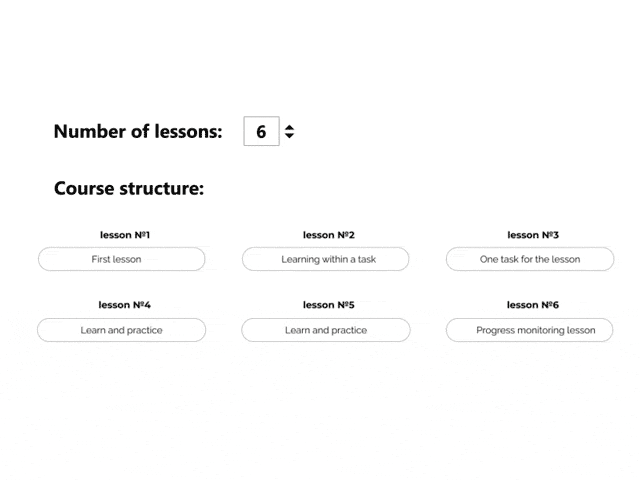 Number of lessons: 6
Course structure:
lesson №1 lesson №2 lesson №3
First lesson Learning within a task One task for the lesson
lesson №4 lesson №5 lesson №6
Learn and practice Learn and practice Progress monitoring lesson